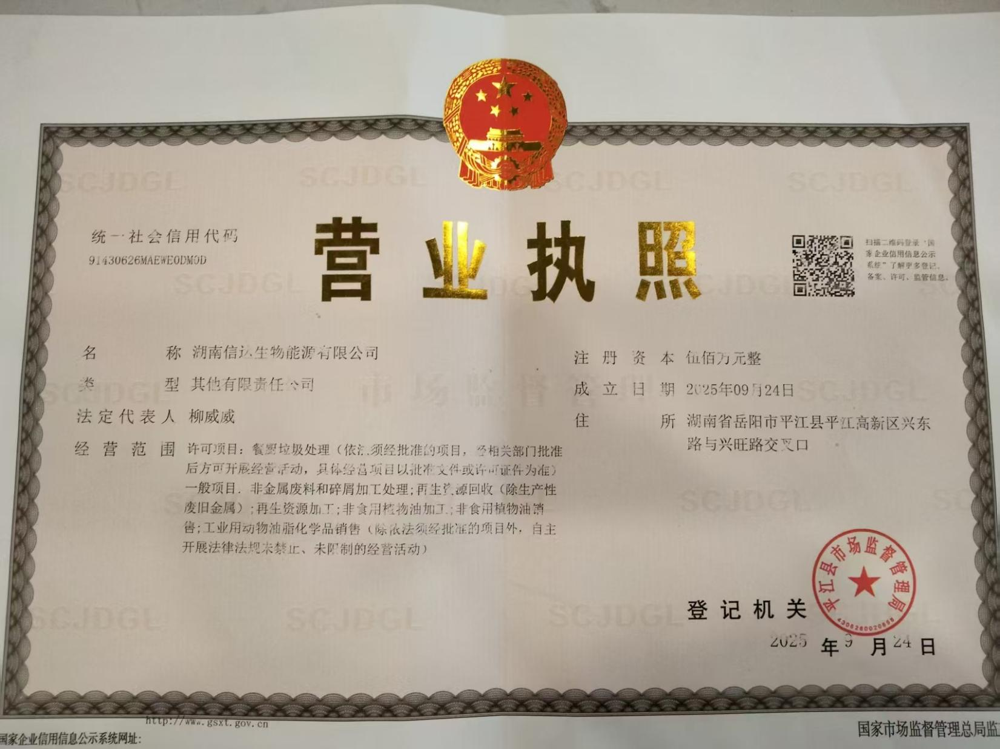 统一社会信用代码
91430626MAEWE0DM0D
营业执照
扫描二维码登录“国
家企业信用信息公示
系统”了解更多登记、
备案、许可、监管信息。
名称 湖南信达生物能源有限公司
类型 其他有限责任公司
法定代表人 柳威威
经营范围 许可项目：餐厨垃圾处理（依法须经批准的项目，经相关部门批准
后方可开展经营活动，具体经营项目以批准文件或许可证件为准）
一般项目：非金属废料和碎屑加工处理;再生资源回收（除生产性
废旧金属）;再生资源加工;非食用植物油加工;非食用植物油销
售;工业用动物油脂化学品销售（除依法须经批准的项目外，自主
开展法律法规未禁止、未限制的经营活动）
注册资本 伍佰万元整
成立日期 2025年09月24日
住所 湖南省岳阳市平江县平江高新区兴东
路与兴旺路交叉口
登记机关
平江县市场监督管理局
2025年9月24日
http://www.gsxt.gov.cn
国家企业信用信息公示系统网址：
国家市场监督管理总局监
SCJDGL
市场监督管理